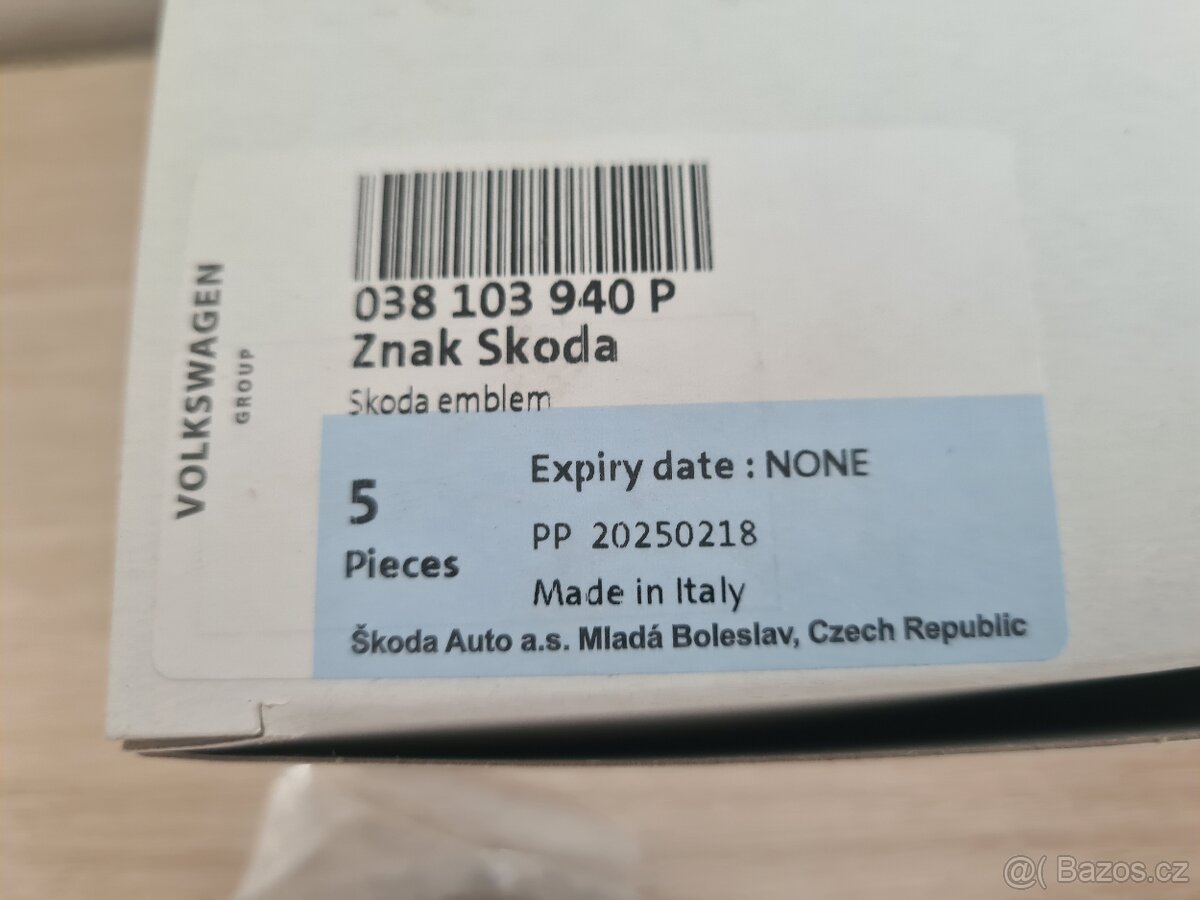 VOLKSWAGEN
GROUP
038 103 940 P
Znak Skoda
Skoda emblem
5
Pieces
Expiry date : NONE
PP 20250218
Made in Italy
Škoda Auto a.s. Mladá Boleslav, Czech Republic
@( Bazos.cz